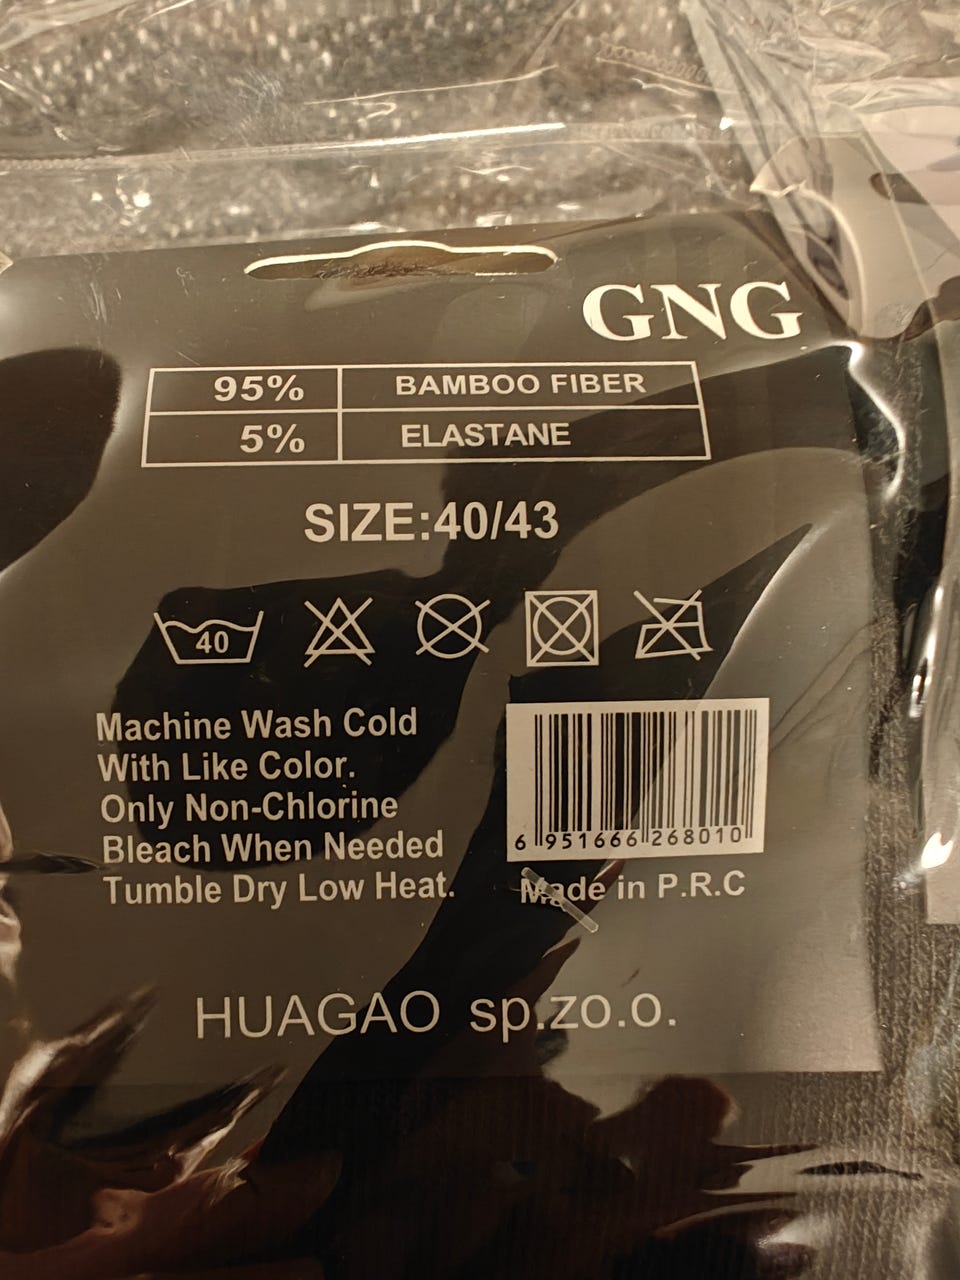 GNG
95% BAMBOO FIBER
5% ELASTANE
SIZE:40/43
40
Machine Wash Cold
With Like Color.
Only Non-Chlorine
Bleach When Needed
Tumble Dry Low Heat.
6 951666 268010
Made in P.R.C
HUAGAO sp.zo.o.